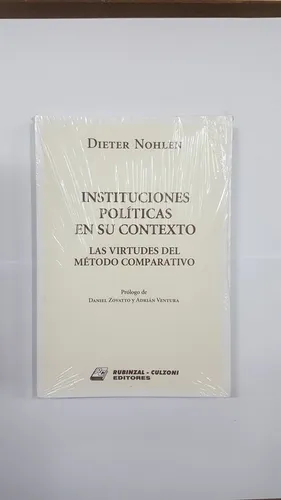 DIETER NOHLEN
INSTITUCIONES
POLÍTICAS
EN SU CONTEXTO
LAS VIRTUDES DEL
MÉTODO COMPARATIVO
Prólogo de
DANIEL ZOVATTO Y ADRIÁN VENTURA
RUBINZAL - CULZONI
EDITORES